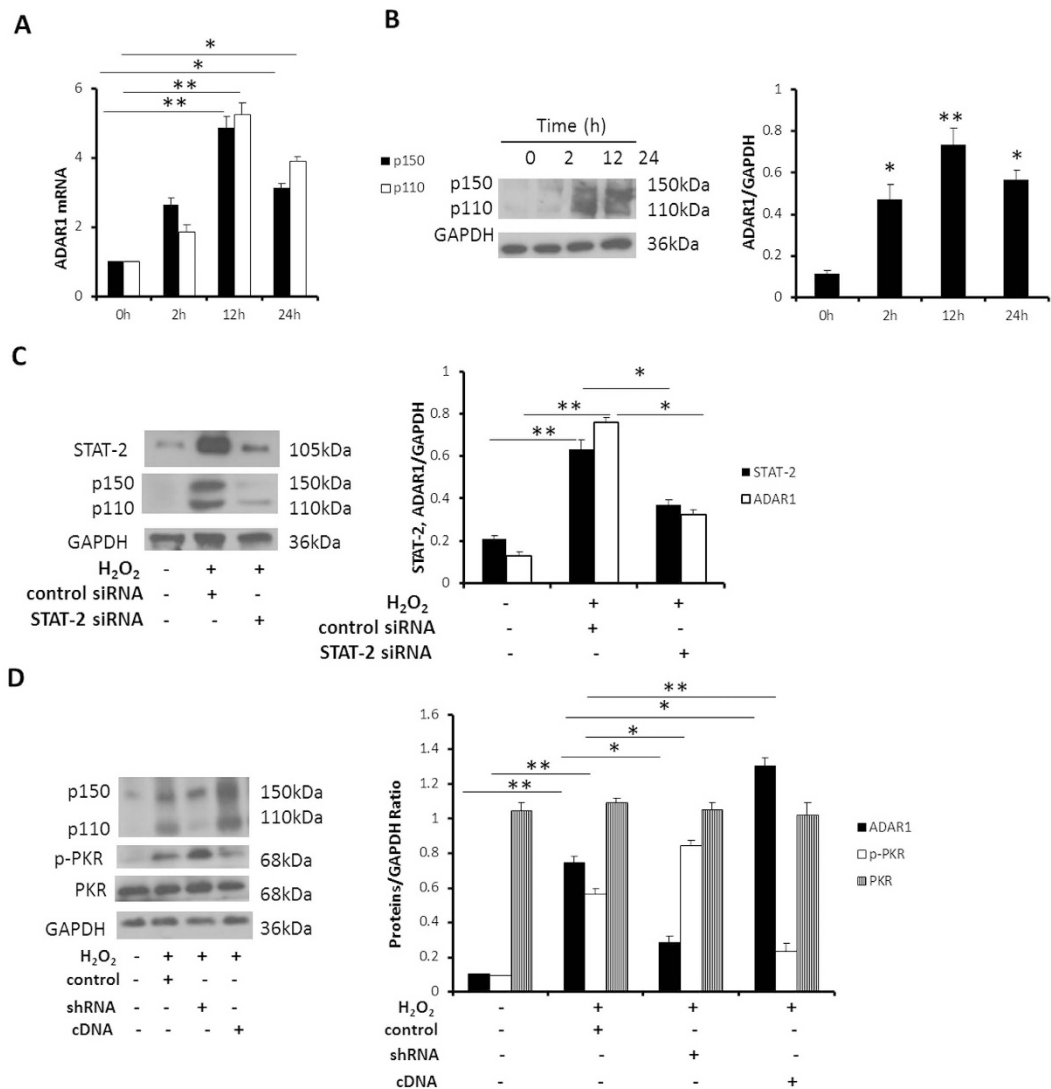 A
* 
*
**
**
6
4
2
0
ADAR1 mRNA
0h 2h 12h 24h
p150
p110
B
Time (h)
0 2 12 24
p150 150kDa
p110 110kDa
GAPDH 36kDa
1
0.8
0.6
0.4
0.2
0
ADAR1/GAPDH
* ** *
0h 2h 12h 24h
C
STAT-2 105kDa
p150 150kDa
p110 110kDa
GAPDH 36kDa
H₂O₂ - + +
control siRNA - + -
STAT-2 siRNA - - +
*
** *
**
1
0.8
0.6
0.4
0.2
0
STAT-2, ADAR1/GAPDH
STAT-2
ADAR1
H₂O₂ - + +
control siRNA - + -
STAT-2 siRNA - - +
D
p150 150kDa
p110 110kDa
p-PKR 68kDa
PKR 68kDa
GAPDH 36kDa
H₂O₂ - + + +
control - + - -
shRNA - - + -
cDNA - - - +
**
*
*
** *
**
1.6
1.4
1.2
1
0.8
0.6
0.4
0.2
0
Proteins/GAPDH Ratio
ADAR1
p-PKR
PKR
H₂O₂ - + + +
control - + - -
shRNA - - + -
cDNA - - - +